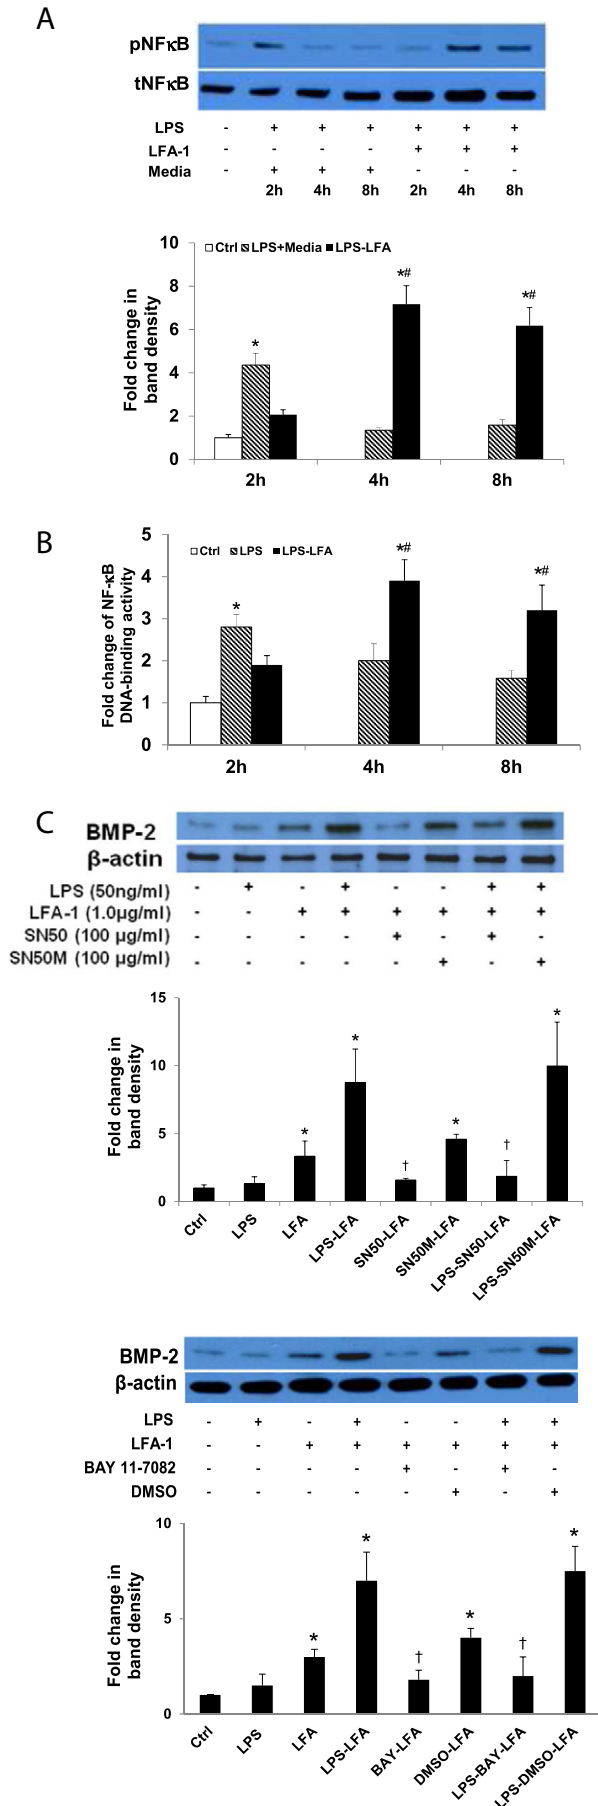 A
pNFκB
tNFκB
LPS - + + + + + +
LFA-1 - - - - + + +
Media - + + + - - -
2h 4h 8h 2h 4h 8h
Ctrl LPS+Media LPS-LFA
Fold change in
band density
10
8
6
4
2
0
*
*#
*#
2h 4h 8h
B
Ctrl LPS LPS-LFA
Fold change of NF-κB
DNA-binding activity
5
4
3
2
1
0
*
*#
*#
2h 4h 8h
C
BMP-2
β-actin
LPS (50ng/ml) - + - + - - + +
LFA-1 (1.0μg/ml) - - + + + + + +
SN50 (100 μg/ml) - - - - + - + -
SN50M (100 μg/ml) - - - - - + - +
Fold change in
band density
15
10
5
0
* * † * † *
Ctrl LPS LFA LPS-LFA SN50-LFA SN50M-LFA LPS-SN50-LFA LPS-SN50M-LFA
BMP-2
β-actin
LPS - + - + - - + +
LFA-1 - - + + + + + +
BAY 11-7082 - - - - + - + -
DMSO - - - - - + - +
Fold change in
band density
10
5
0
* * † * † *
Ctrl LPS LFA LPS-LFA BAY-LFA DMSO-LFA LPS-BAY-LFA LPS-DMSO-LFA